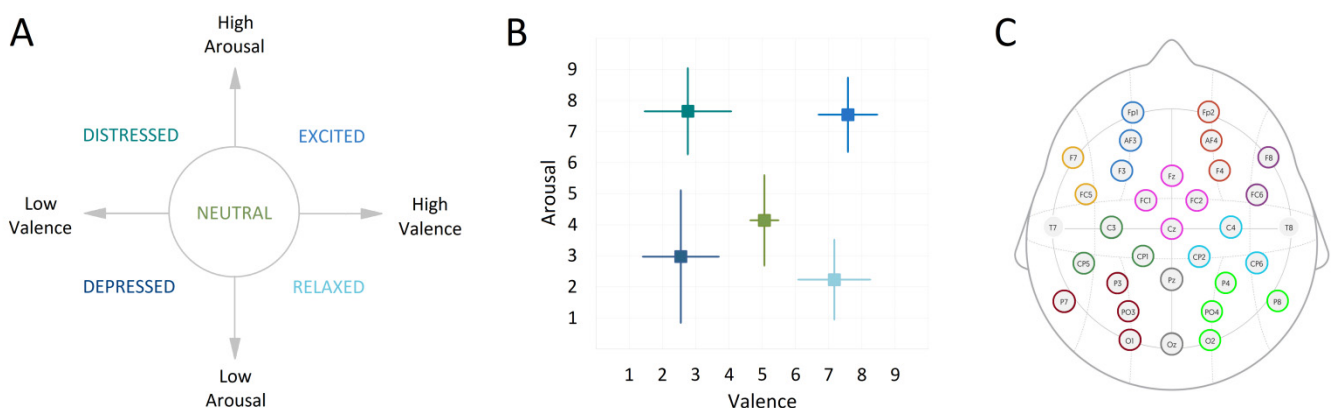 A
High
Arousal
DISTRESSED
EXCITED
Low
Valence
NEUTRAL
High
Valence
DEPRESSED
RELAXED
Low
Arousal
B
Arousal
9
8
7
6
5
4
3
2
1
1 2 3 4 5 6 7 8 9
Valence
C
Fp1 Fp2
AF3 AF4
F7 F3 Fz F4 F8
FC5 FC1 FC2 FC6
T7 C3 Cz C4 T8
CP5 CP1 CP2 CP6
P7 P3 Pz P4 P8
PO3 PO4
O1 Oz O2